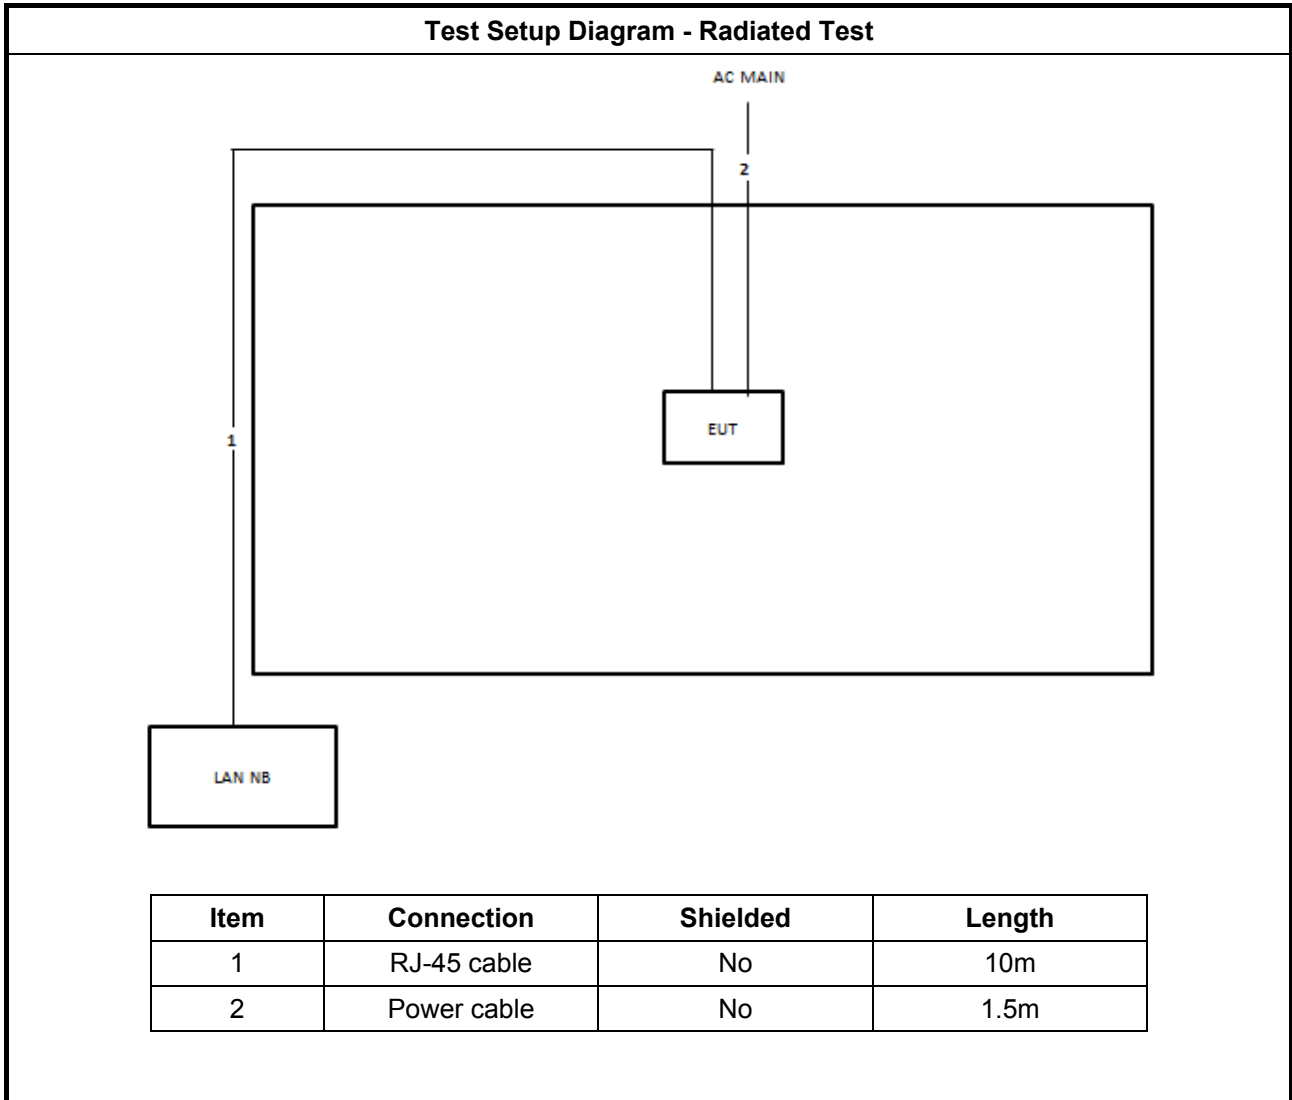 Test Setup Diagram - Radiated Test
AC MAIN
2
EUT
1
LAN NB
Item Connection Shielded Length
1 RJ-45 cable No 10m
2 Power cable No 1.5m